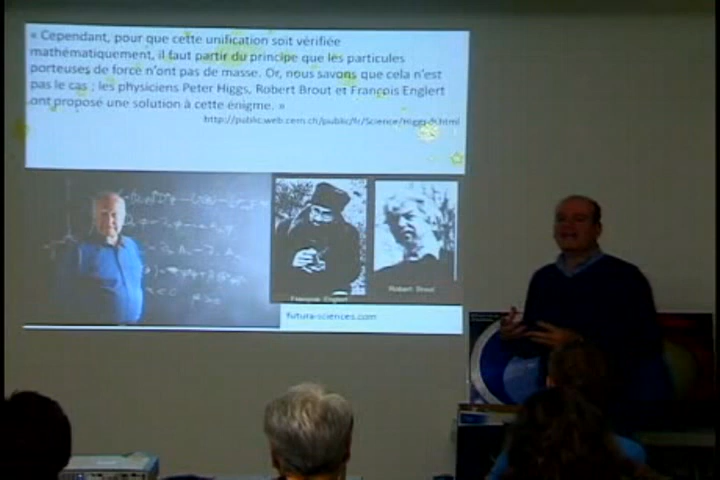 « Cependant, pour que cette unification soit vérifiée
mathématiquement, il faut partir du principe que les particules
porteuses de force n'ont pas de masse. Or, nous savons que cela n'est
pas le cas ; les physiciens Peter Higgs, Robert Brout et François Englert
ont proposé une solution à cette énigme. »
http://public.web.cern.ch/public/fr/Science/Higgs-fr.html
François Englert
Robert Brout
futura-sciences.com